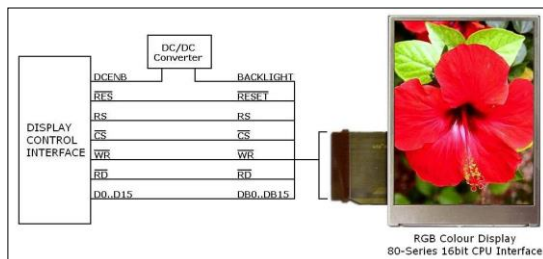 DC/DC
Converter
DCENB BACKLIGHT
RES RESET
RS RS
CS CS
WR WR
RD RD
D0..D15 DB0..DB15
DISPLAY
CONTROL
INTERFACE
RGB Colour Display
80-Series 16bit CPU Interface